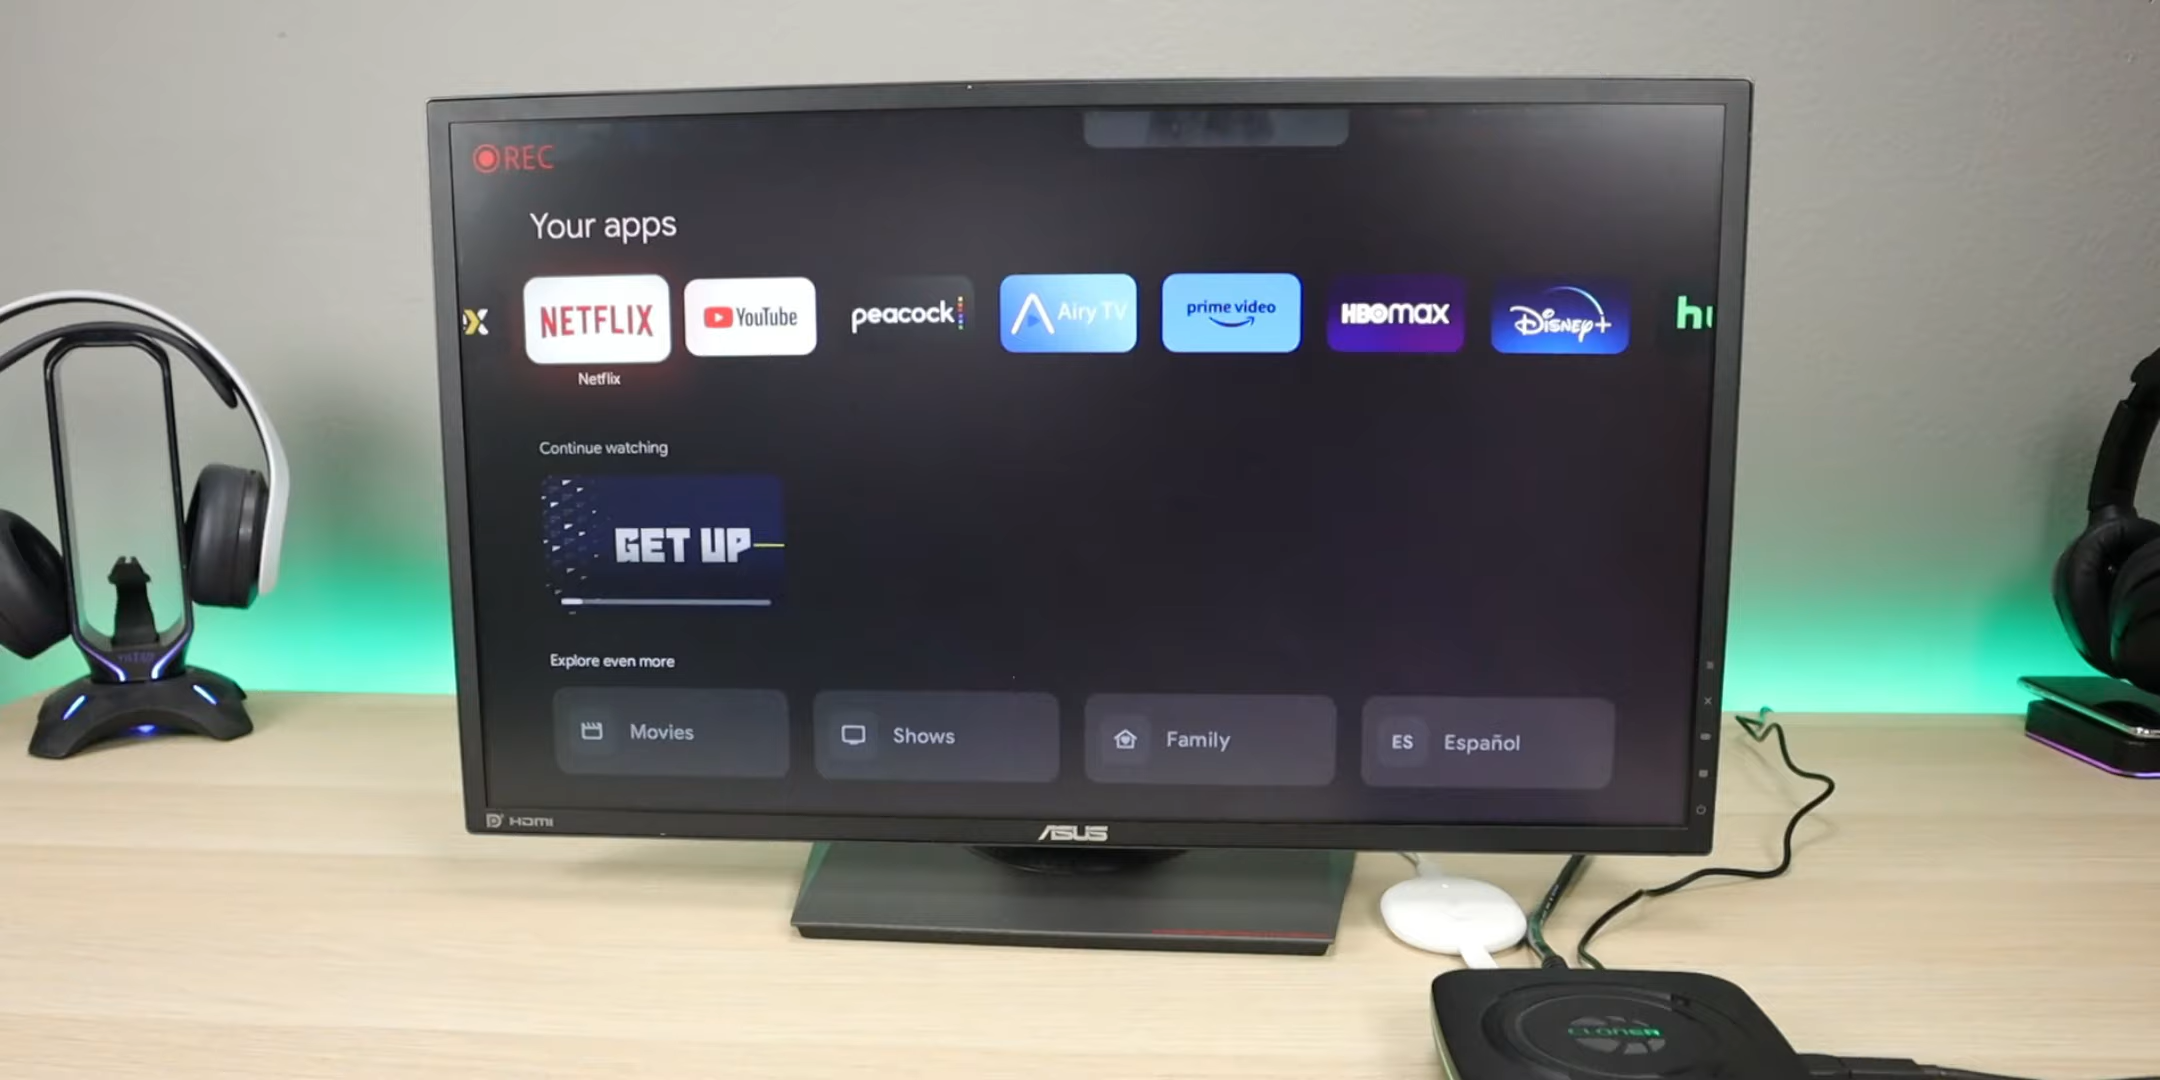 REC
Your apps
NETFLIX
YouTube
peacock
Airy TV
prime video
HBOmax
Disney+
Netflix
Continue watching
GET UP
Explore even more
Movies
Shows
Family
ES Español
HDMI
ASUS
CLONER